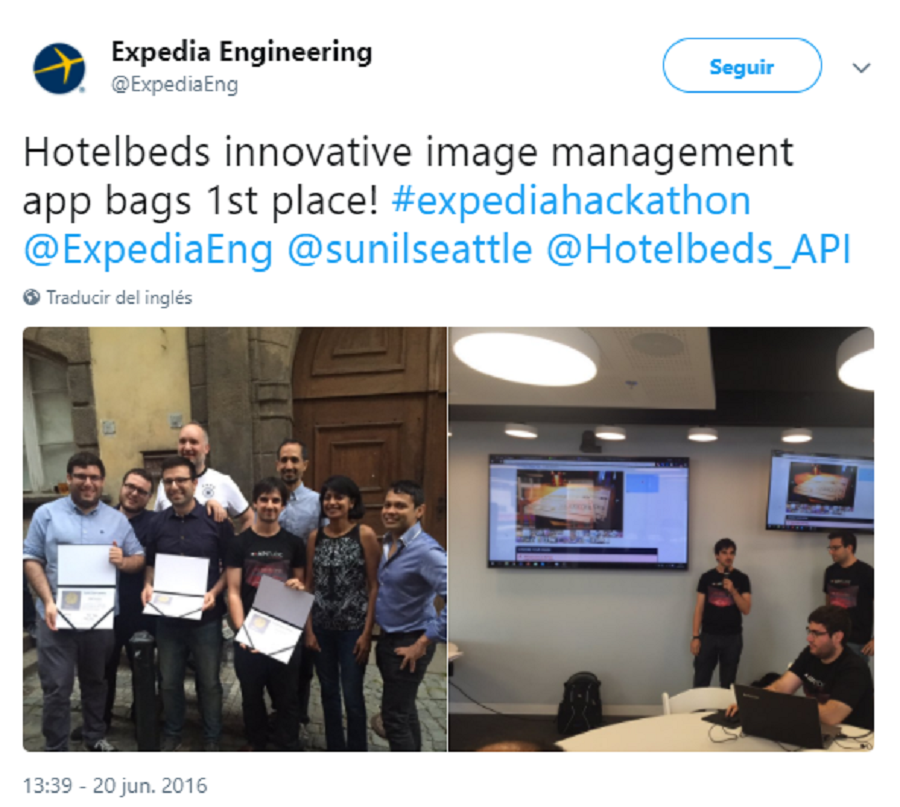 Expedia Engineering
@ExpediaEng
Seguir
Hotelbeds innovative image management
app bags 1st place! #expediahackathon
@ExpediaEng @sunilseattle @Hotelbeds_API
Traducir del inglés
13:39 - 20 jun. 2016